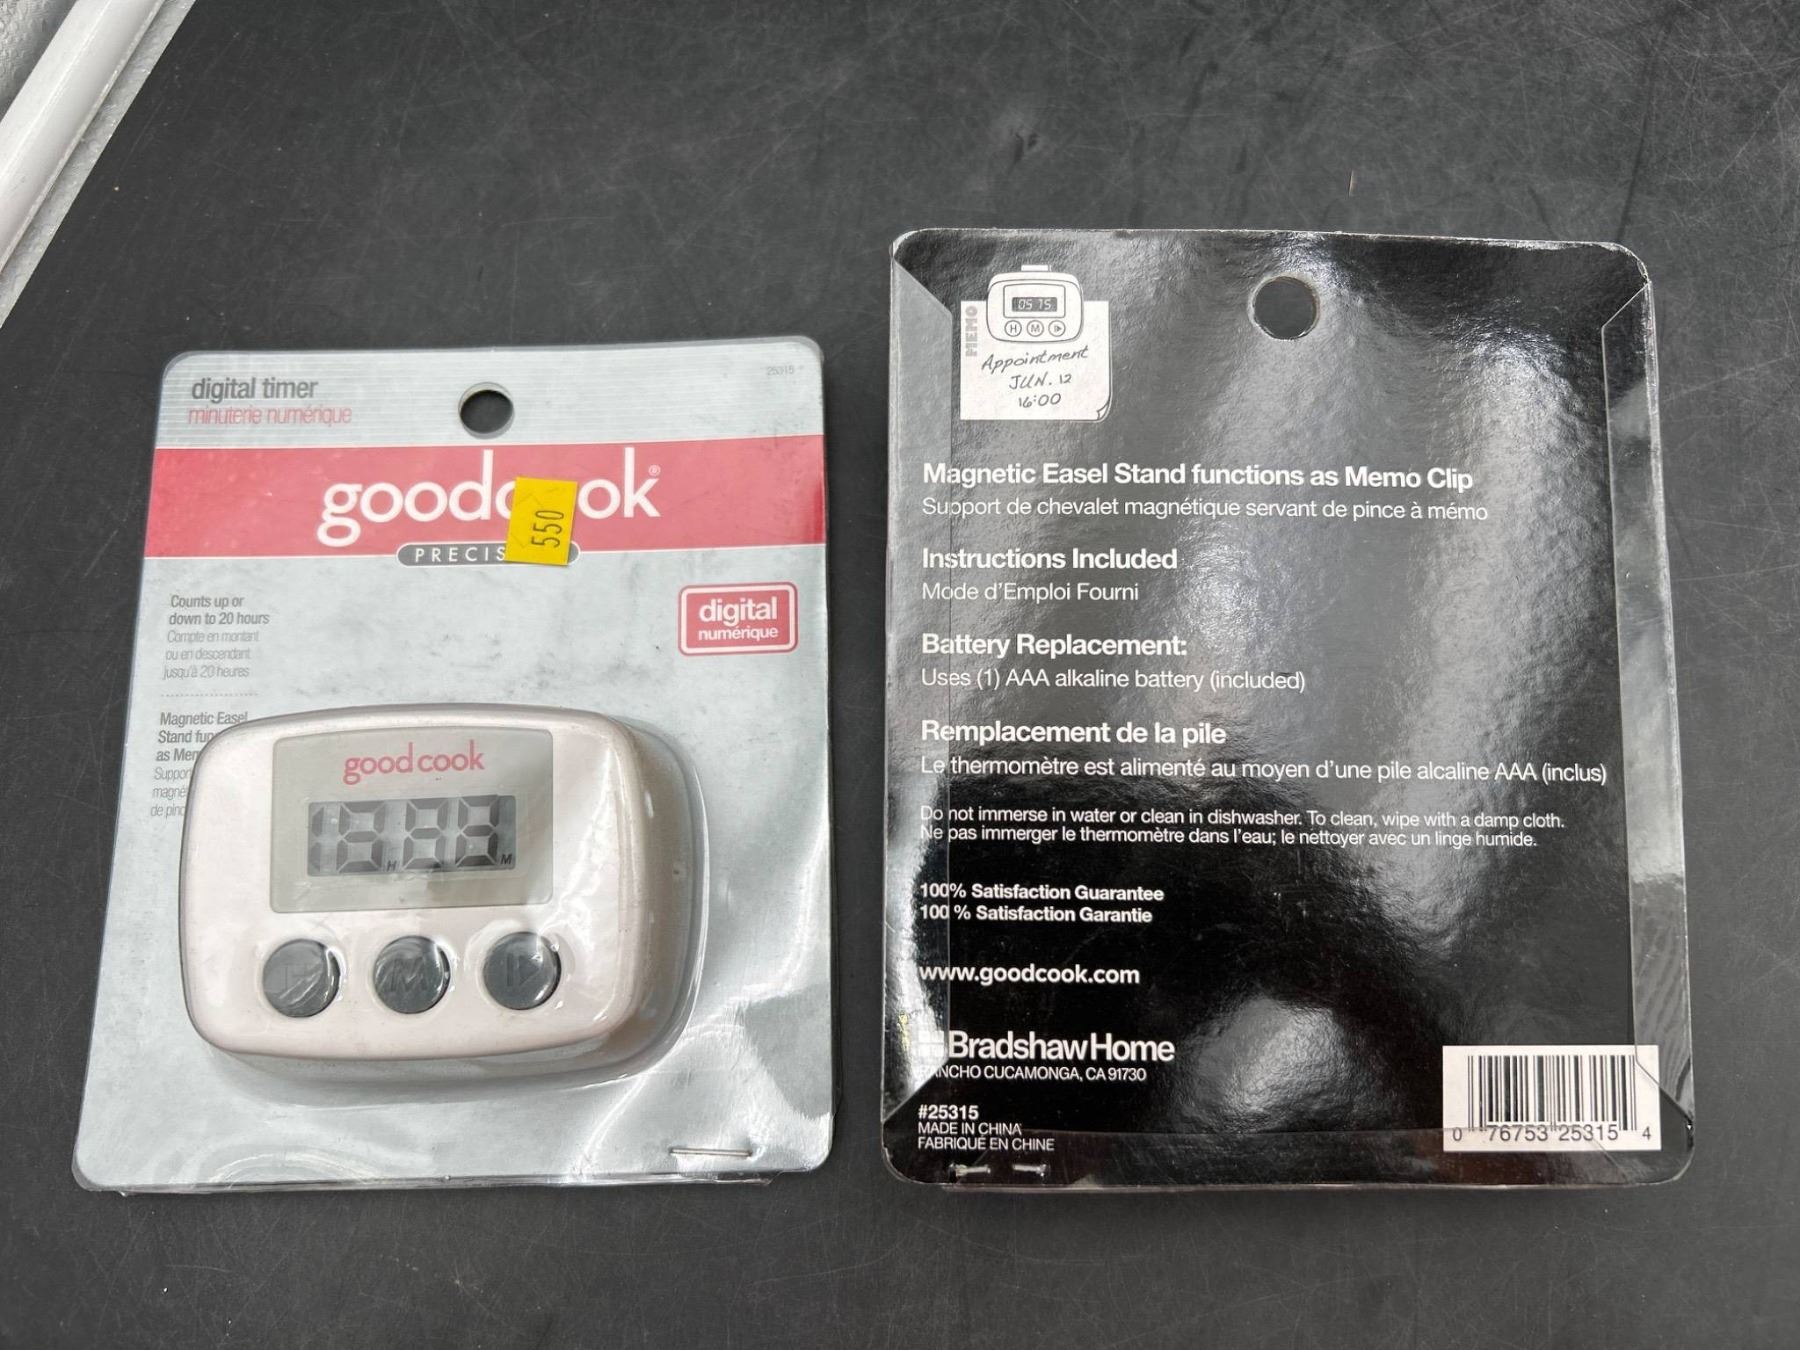 digital timer
minuterie numérique
25315
goodcook®
550
PRECIS
digital
numérique
Counts up or
down to 20 hours
Compte en montant
ou en descendant
jusqu'à 20 heures
Magnetic Easel
Stand
as
de
good cook
H M
M
MEMO
05 15
H M
Appointment
JUN. 12
16:00
Magnetic Easel Stand functions as Memo Clip
Support de chevalet magnétique servant de pince à mémo
Instructions Included
Mode d'Emploi Fourni
Battery Replacement:
Uses (1) AAA alkaline battery (included)
Remplacement de la pile
Le thermomètre est alimenté au moyen d'une pile alcaline AAA (inclus)
Do not immerse in water or clean in dishwasher. To clean, wipe with a damp cloth.
Ne pas immerger le thermomètre dans l'eau; le nettoyer avec un linge humide.
100% Satisfaction Guarantee
100 % Satisfaction Garantie
www.goodcook.com
BradshawHome
RANCHO CUCAMONGA, CA 91730
#25315
MADE IN CHINA
FABRIQUÉ EN CHINE
0 76753 25315 4